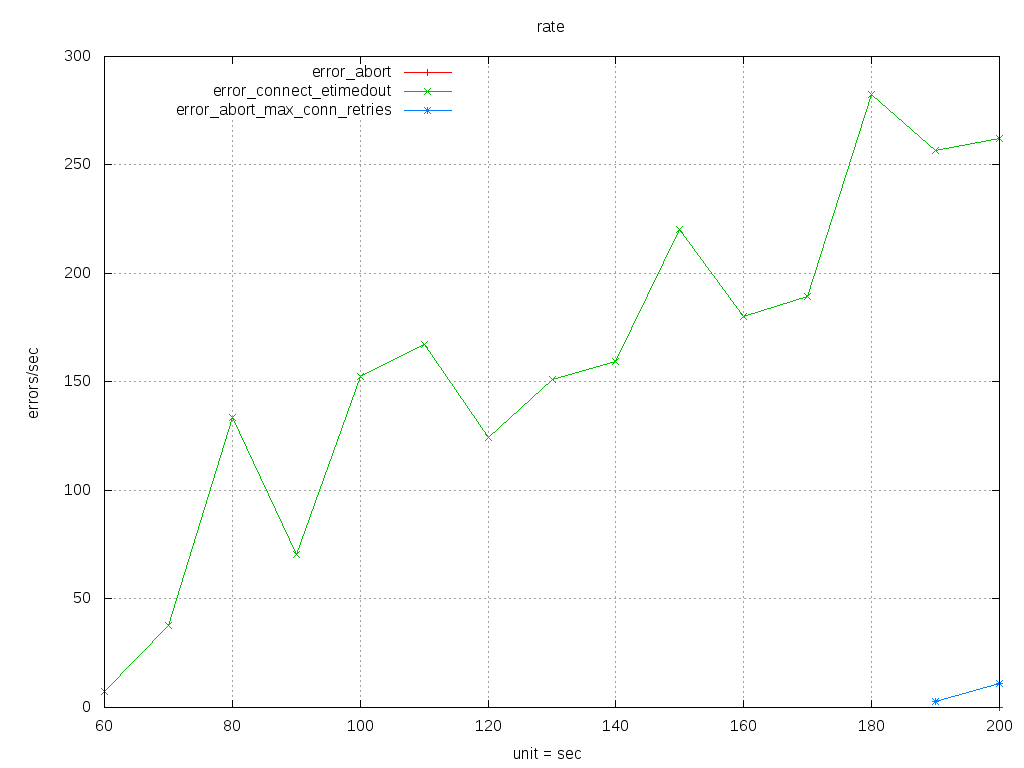 rate
300
error_abort
error_connect_etimedout
error_abort_max_conn_retries
250
200
150
errors/sec
100
50
0
60 80 100 120 140 160 180 200
unit = sec